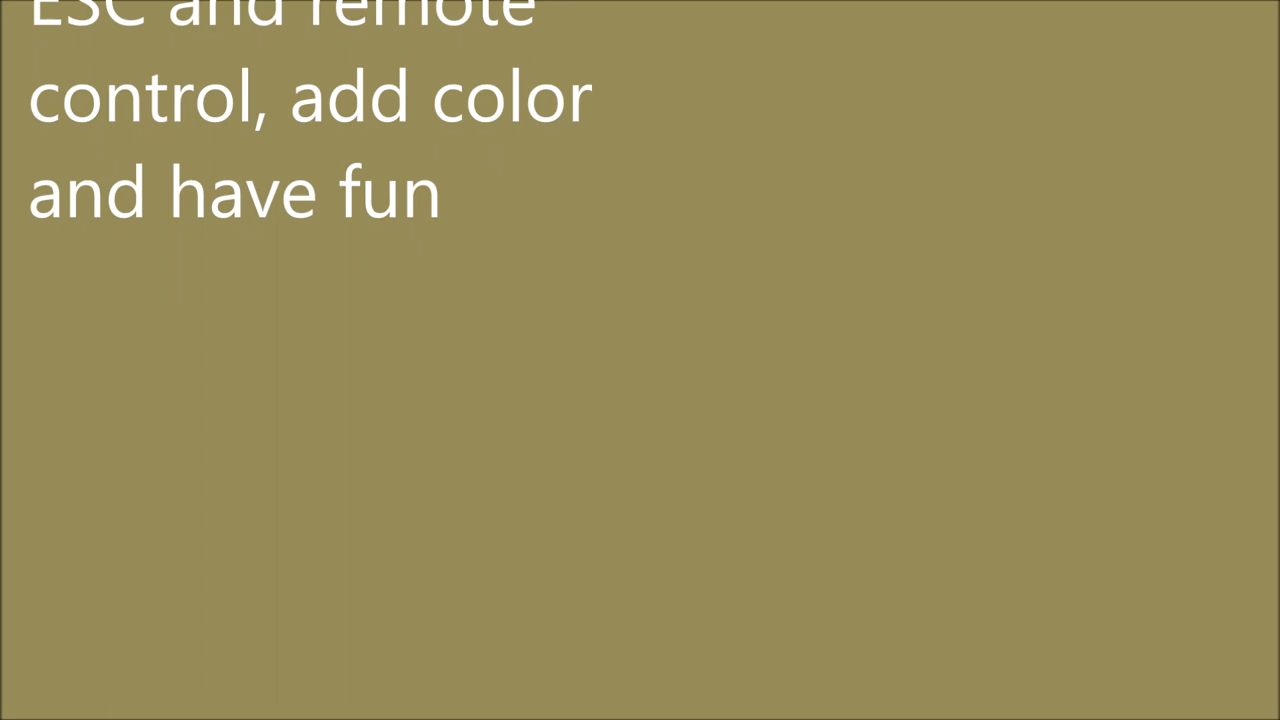 ESC and remote
control, add color
and have fun